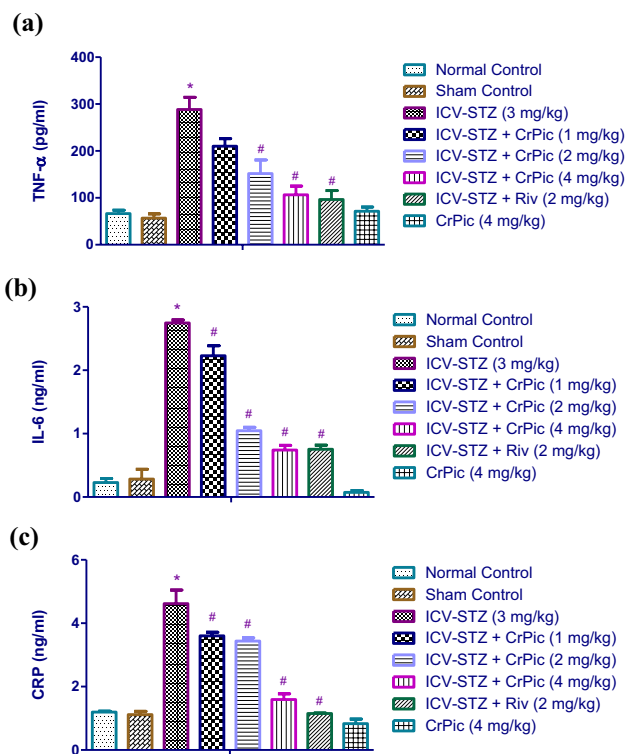 (a)
TNF-α (pg/ml)
400
300
200
100
0
*
#
#
#
Normal Control
Sham Control
ICV-STZ (3 mg/kg)
ICV-STZ + CrPic (1 mg/kg)
ICV-STZ + CrPic (2 mg/kg)
ICV-STZ + CrPic (4 mg/kg)
ICV-STZ + Riv (2 mg/kg)
CrPic (4 mg/kg)
(b)
IL-6 (ng/ml)
3
2
1
0
*
#
#
#
#
Normal Control
Sham Control
ICV-STZ (3 mg/kg)
ICV-STZ + CrPic (1 mg/kg)
ICV-STZ + CrPic (2 mg/kg)
ICV-STZ + CrPic (4 mg/kg)
ICV-STZ + Riv (2 mg/kg)
CrPic (4 mg/kg)
(c)
CRP (ng/ml)
6
4
2
0
*
#
#
#
#
Normal Control
Sham Control
ICV-STZ (3 mg/kg)
ICV-STZ + CrPic (1 mg/kg)
ICV-STZ + CrPic (2 mg/kg)
ICV-STZ + CrPic (4 mg/kg)
ICV-STZ + Riv (2 mg/kg)
CrPic (4 mg/kg)